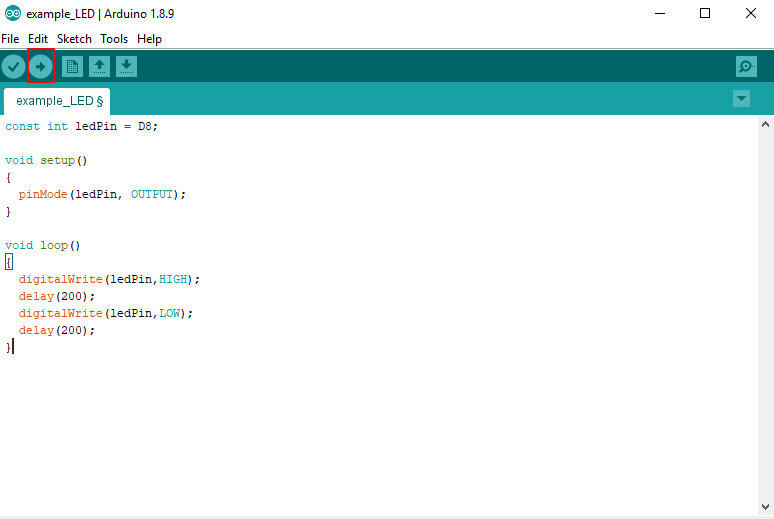 example_LED | Arduino 1.8.9
File Edit Sketch Tools Help
example_LED §
const int ledPin = D8;
void setup()
{
  pinMode(ledPin, OUTPUT);
}
void loop()
{
  digitalWrite(ledPin,HIGH);
  delay(200);
  digitalWrite(ledPin,LOW);
  delay(200);
}